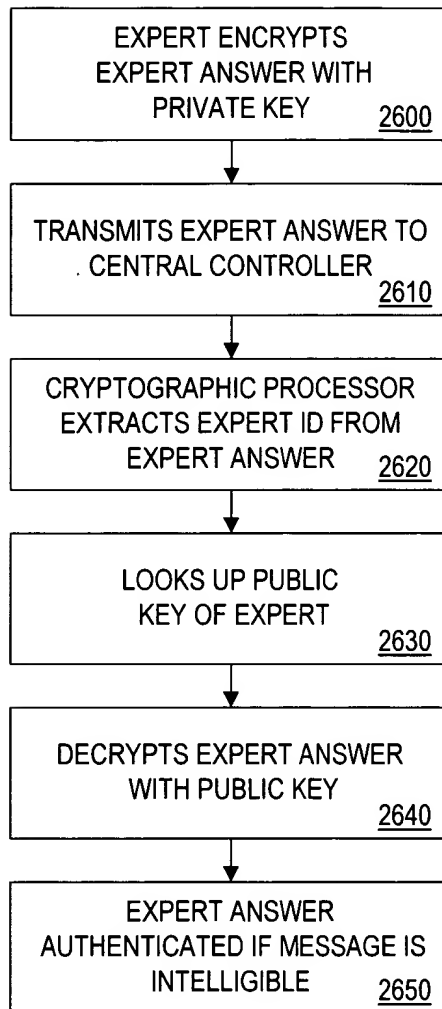 EXPERT ENCRYPTS
EXPERT ANSWER WITH
PRIVATE KEY
2600
TRANSMITS EXPERT ANSWER TO
. CENTRAL CONTROLLER
2610
CRYPTOGRAPHIC PROCESSOR
EXTRACTS EXPERT ID FROM
EXPERT ANSWER
2620
LOOKS UP PUBLIC
KEY OF EXPERT
2630
DECRYPTS EXPERT ANSWER
WITH PUBLIC KEY
2640
EXPERT ANSWER
AUTHENTICATED IF MESSAGE IS
INTELLIGIBLE
2650